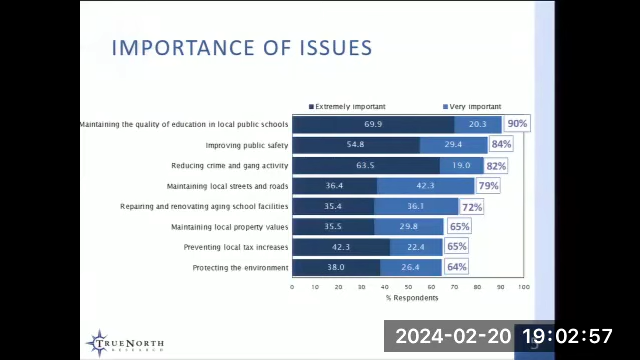 IMPORTANCE OF ISSUES
Extremely important Very important
Maintaining the quality of education in local public schools 69.9 20.3 90%
Improving public safety 54.8 29.4 84%
Reducing crime and gang activity 63.5 19.0 82%
Maintaining local streets and roads 36.4 42.3 79%
Repairing and renovating aging school facilities 35.4 36.1 72%
Maintaining local property values 35.5 29.8 65%
Preventing local tax increases 42.3 22.4 65%
Protecting the environment 38.0 26.4 64%
0 10 20 30 40 50 60 70 80 90 100
% Respondents
TRUENORTH
RESEARCH
2024-02-20 19:02:57